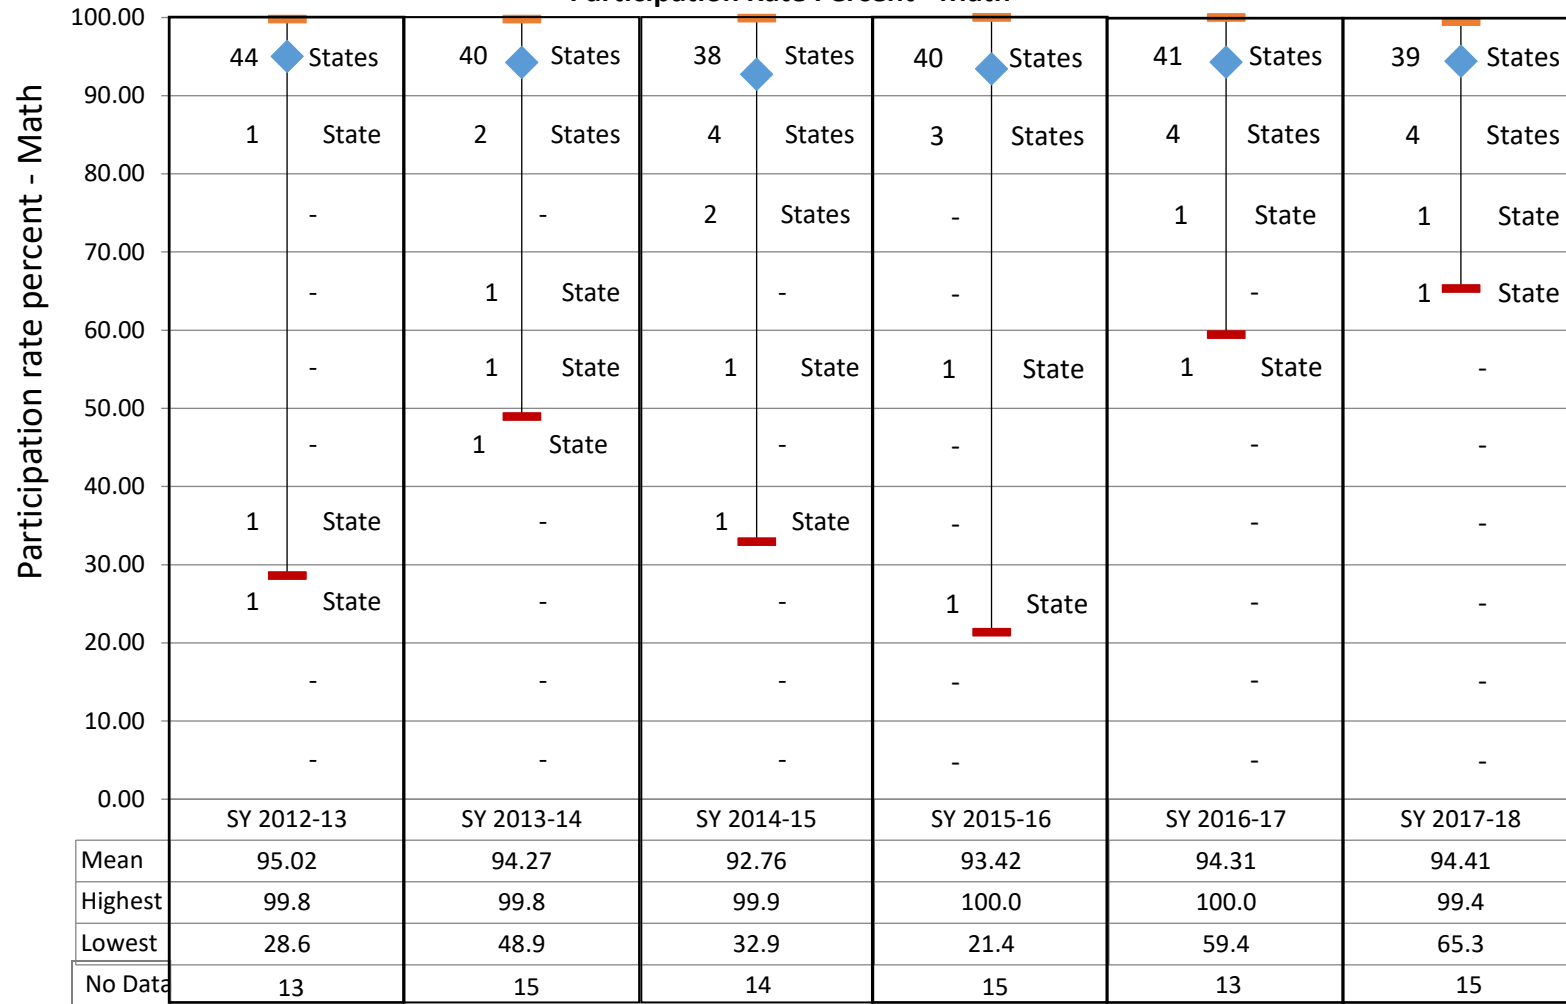 Participation Rate Percent - Math
Participation rate percent - Math
100.00
44 States 40 States 38 States 40 States 41 States 39 States
90.00
1 State 2 States 4 States 3 States 4 States 4 States
80.00
- - 2 States - 1 State 1 State
70.00
- 1 State - - - 1 State
60.00
- 1 State 1 State 1 State 1 State -
50.00
- 1 State - - - -
40.00
1 State - 1 State - - -
30.00
1 State - - 1 State - -
20.00
- - - - - -
10.00
- - - - - -
0.00
SY 2012-13 SY 2013-14 SY 2014-15 SY 2015-16 SY 2016-17 SY 2017-18
Mean 95.02 94.27 92.76 93.42 94.31 94.41
Highest 99.8 99.8 99.9 100.0 100.0 99.4
Lowest 28.6 48.9 32.9 21.4 59.4 65.3
No Data 13 15 14 15 13 15